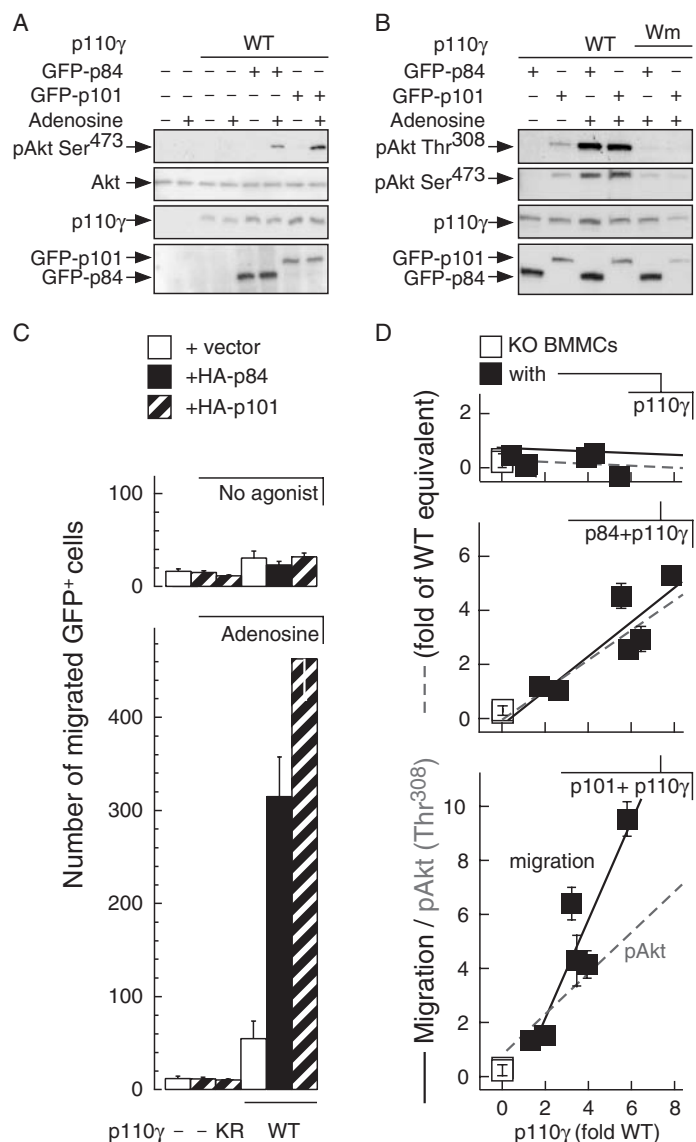 A
p110γ WT
GFP-p84 – – – – + + – –
GFP-p101 – – – – – – + +
Adenosine – + – + – + – +
pAkt Ser473
Akt
p110γ
GFP-p101
GFP-p84
B
p110γ WT Wm
GFP-p84 + – + – + –
GFP-p101 – + – + – +
Adenosine – – + + + +
pAkt Thr308
pAkt Ser473
p110γ
GFP-p101
GFP-p84
C
+ vector
+HA-p84
+HA-p101
No agonist
100
0
Adenosine
400
300
200
100
0
Number of migrated GFP+ cells
p110γ – – KR WT
D
KO BMMCs
with
p110γ
2
0
p84+p110γ
6
4
2
0
p101+ p110γ
10
8
6
4
2
0
migration
pAkt
0 2 4 6 8
p110γ (fold WT)
Migration / pAkt (Thr308)
(fold of WT equivalent)